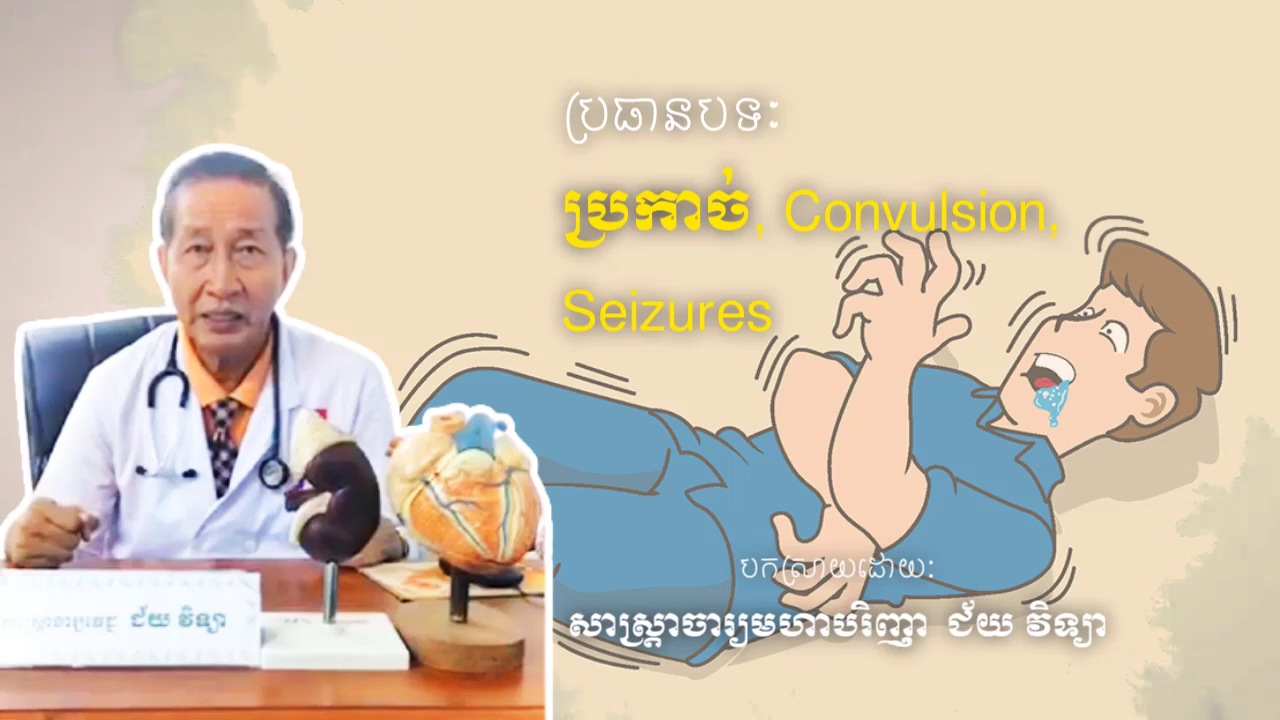 ប្រធានបទៈ
ប្រកាច់, Convulsion,
Seizures
បកស្រាយដោយៈ
សាស្ត្រាចារ្យមហាបរិញ្ញា ជ័យ វិទ្យា
ជ័យ វិទ្យា